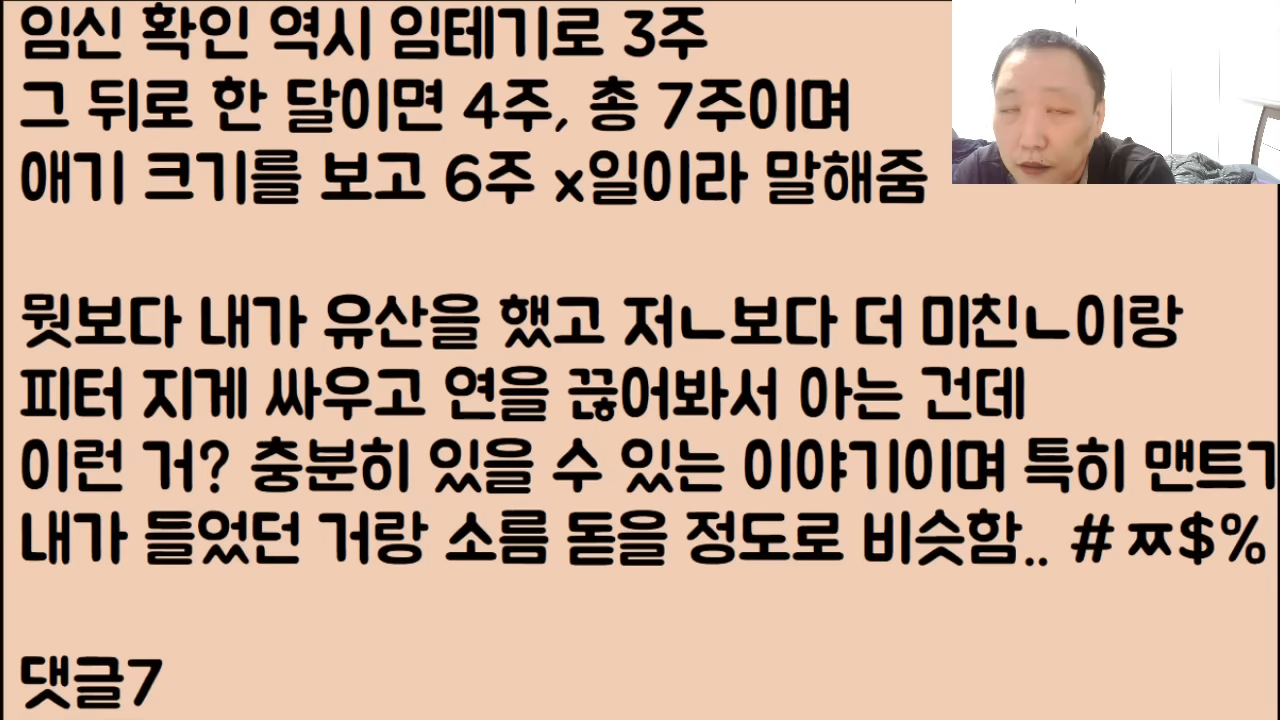 임신 확인 역시 임테기로 3주
그 뒤로 한 달이면 4주, 총 7주이며
애기 크기를 보고 6주 x일이라 말해줌
뭣보다 내가 유산을 했고 저ㄴ보다 더 미친ㄴ이랑
피터 지게 싸우고 연을 끊어봐서 아는 건데
이런 거? 충분히 있을 수 있는 이야기이며 특히 맨트가
내가 들었던 거랑 소름 돋을 정도로 비슷함.. #ㅉ$%
댓글7